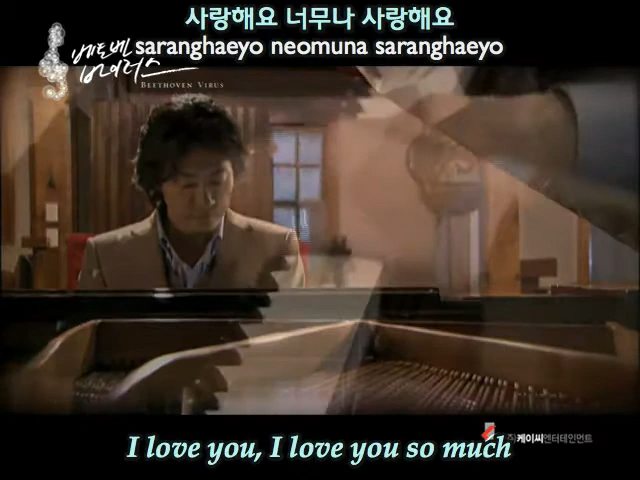 사랑해요 너무나 사랑해요
saranghaeyo neomuna saranghaeyo
베토벤
바이러스
BEETHOVEN VIRUS
(주)케이씨엔터테인먼트
I love you, I love you so much